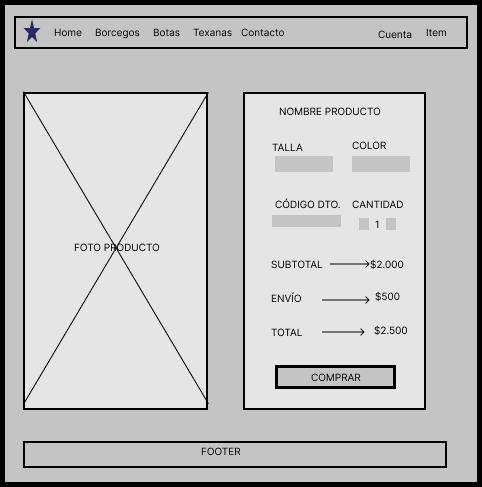 Home Borcegos Botas Texanas Contacto Cuenta Item
FOTO PRODUCTO
NOMBRE PRODUCTO
TALLA COLOR
CÓDIGO DTO. CANTIDAD
1
SUBTOTAL $2.000
ENVÍO $500
TOTAL $2.500
COMPRAR
FOOTER